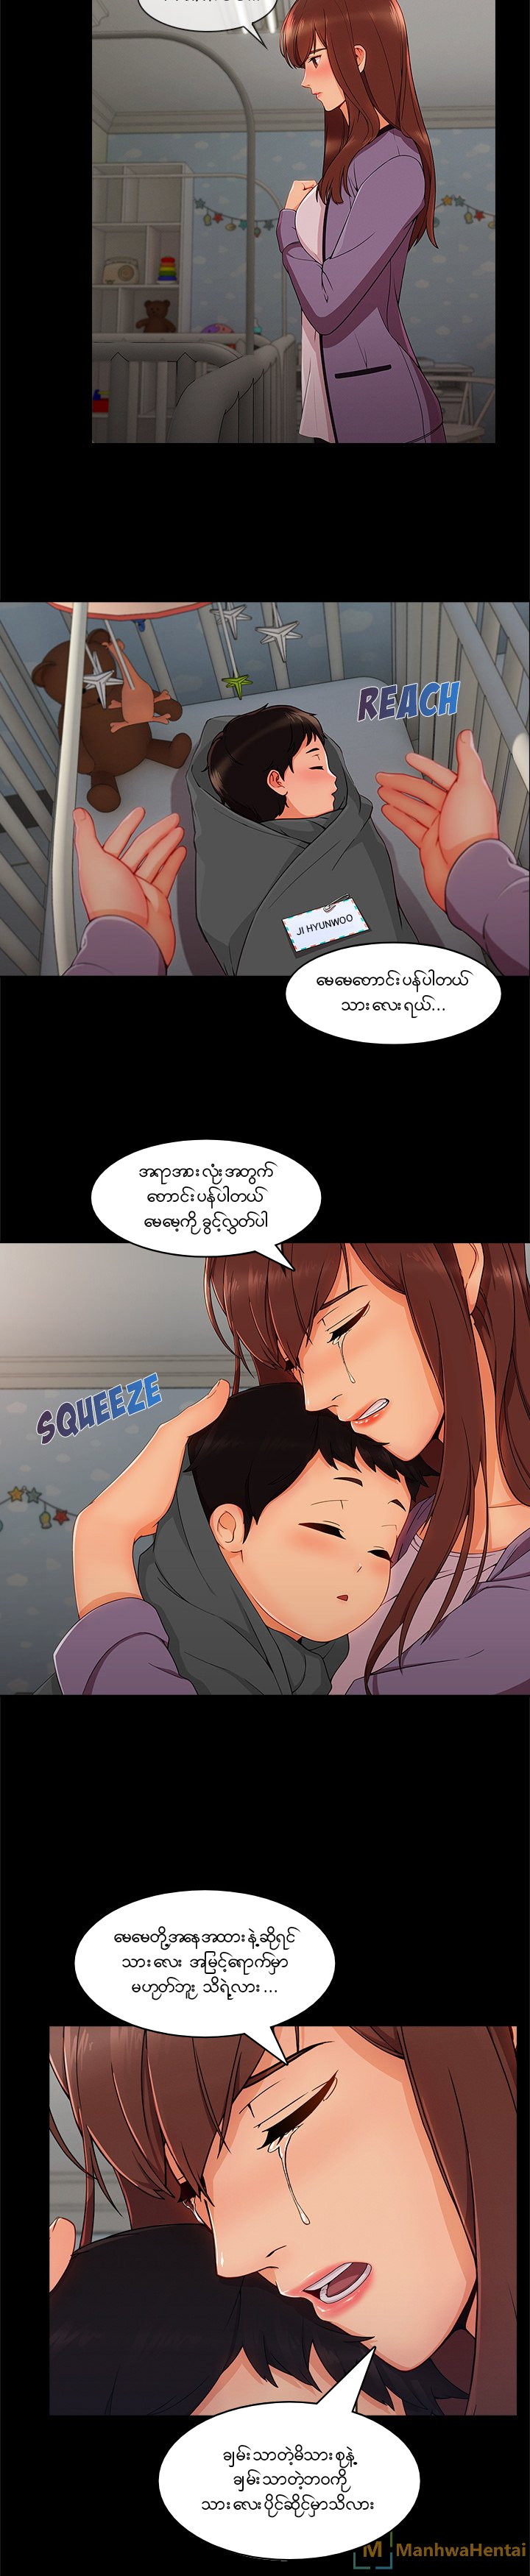 REACH
JI HYUNWOO
မေမေတောင်းပန်ပါတယ်
သားလေးရယ်...
အရာအားလုံးအတွက်
တောင်းပန်ပါတယ်
မေမေ့ကို ခွင့်လွှတ်ပါ
SQUEEZE
မေမေတို့အနေအထားနဲ့ဆိုရင်
သားလေး အမြင့်ရောက်မှာ
မဟုတ်ဘူး သိရဲ့လား...
ချမ်းသာတဲ့မိသားစုနဲ့
ချမ်းသာတဲ့ဘဝကို
သားလေးပိုင်ဆိုင်မှာသိလား
M ManhwaHentai